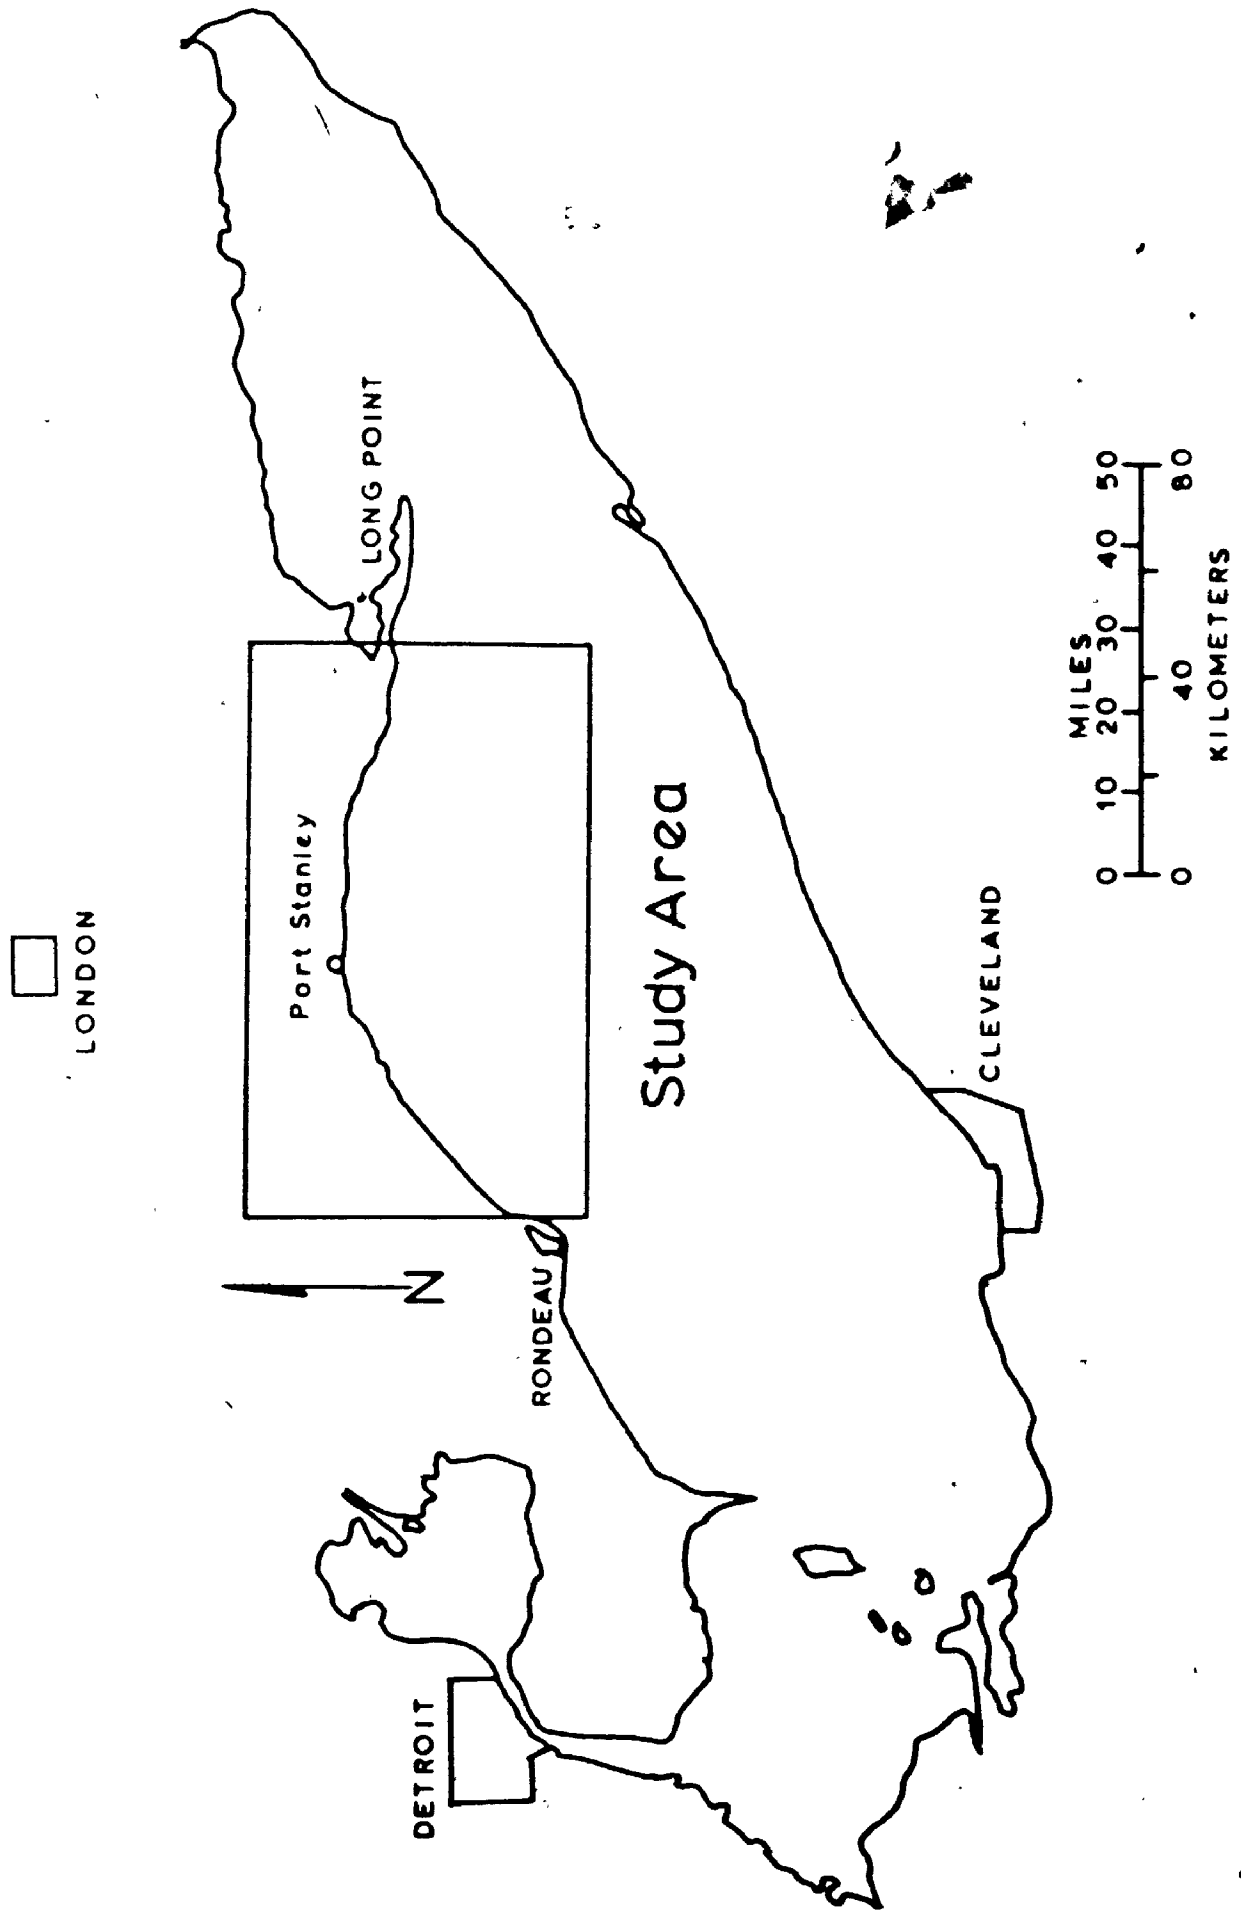 LONDON
Port Stanley
LONG POINT
Study Area
N
RONDEAU
DETROIT
CLEVELAND
MILES
0 10 20 30 40 50
0 40 80
KILOMETERS